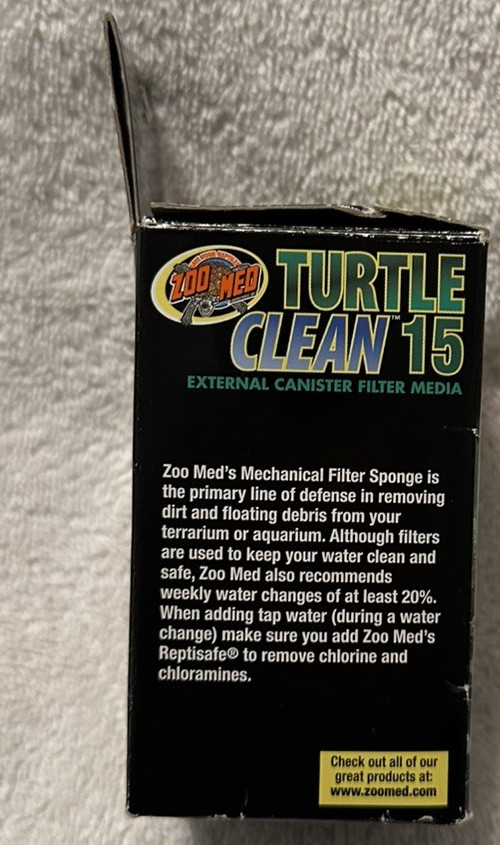 ZOO MED
TURTLE
CLEAN™ 15
EXTERNAL CANISTER FILTER MEDIA
Zoo Med's Mechanical Filter Sponge is
the primary line of defense in removing
dirt and floating debris from your
terrarium or aquarium. Although filters
are used to keep your water clean and
safe, Zoo Med also recommends
weekly water changes of at least 20%.
When adding tap water (during a water
change) make sure you add Zoo Med's
Reptisafe® to remove chlorine and
chloramines.
Check out all of our
great products at:
www.zoomed.com